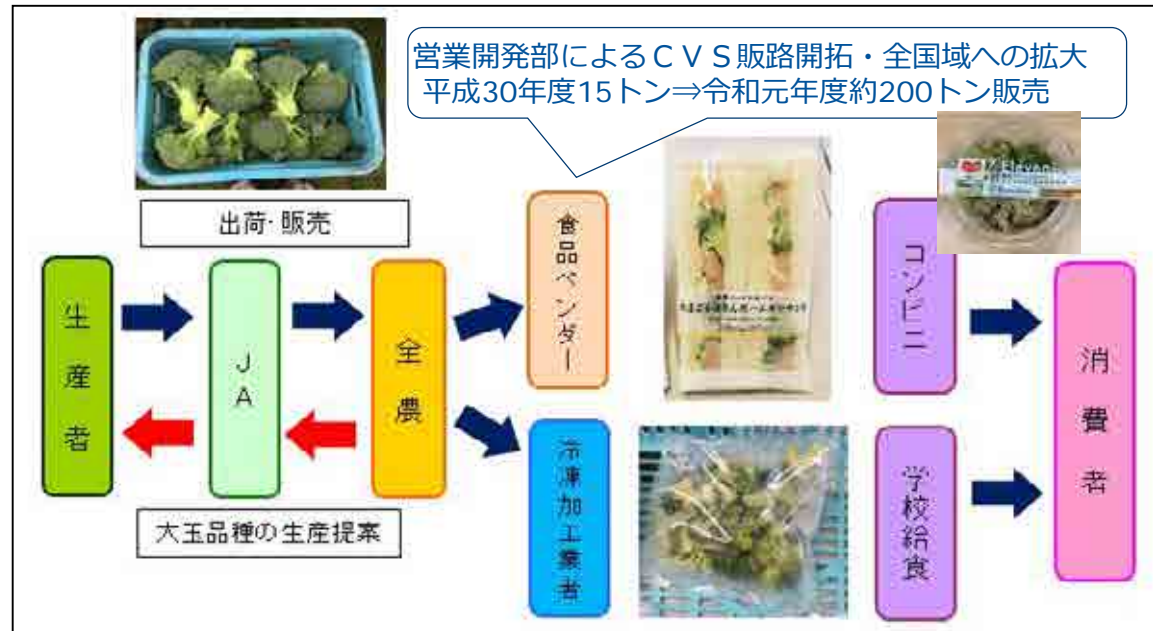 営業開発部によるＣＶＳ販路開拓・全国域への拡大
平成30年度15トン⇒令和元年度約200トン販売
出荷・販売
生産者
ＪＡ
全農
食品ベンダー
コンビニ
消費者
冷凍加工業者
学校給食
大玉品種の生産提案